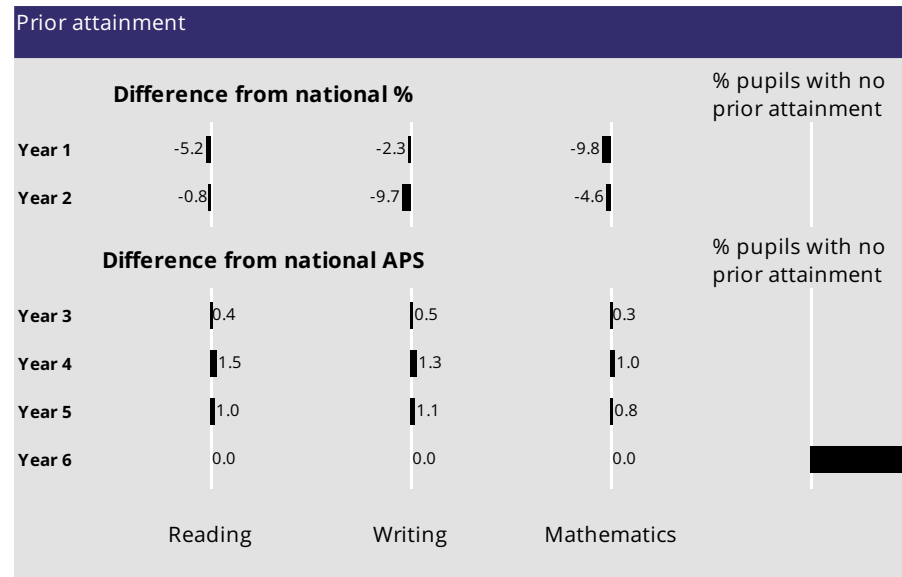 Prior attainment
Difference from national %
% pupils with no
prior attainment
Year 1 -5.2 -2.3 -9.8
Year 2 -0.8 -9.7 -4.6
Difference from national APS
% pupils with no
prior attainment
Year 3 0.4 0.5 0.3
Year 4 1.5 1.3 1.0
Year 5 1.0 1.1 0.8
Year 6 0.0 0.0 0.0
Reading Writing Mathematics